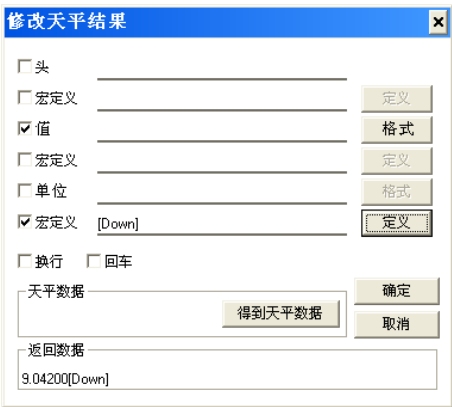 修改天平结果
头
宏定义 定义
值 格式
宏定义 定义
单位 格式
宏定义 [Down] 定义
换行 回车
天平数据
得到天平数据
确定
取消
返回数据
9.04200[Down]